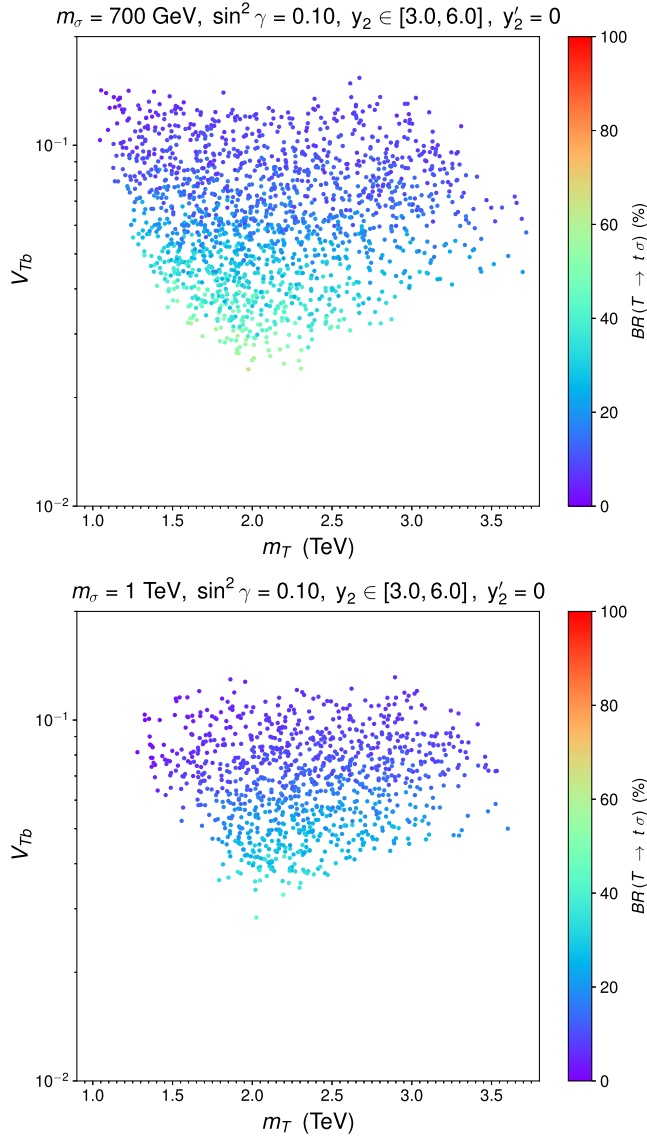 m_σ = 700 GeV, sin² γ = 0.10, y₂ ∈ [3.0, 6.0], y₂′ = 0
10⁻¹
10⁻²
V_Tb
1.0 1.5 2.0 2.5 3.0 3.5
m_T (TeV)
100
80
60
40
20
0
BR(T → t σ) (%)
m_σ = 1 TeV, sin² γ = 0.10, y₂ ∈ [3.0, 6.0], y₂′ = 0
10⁻¹
10⁻²
V_Tb
1.0 1.5 2.0 2.5 3.0 3.5
m_T (TeV)
100
80
60
40
20
0
BR(T → t σ) (%)